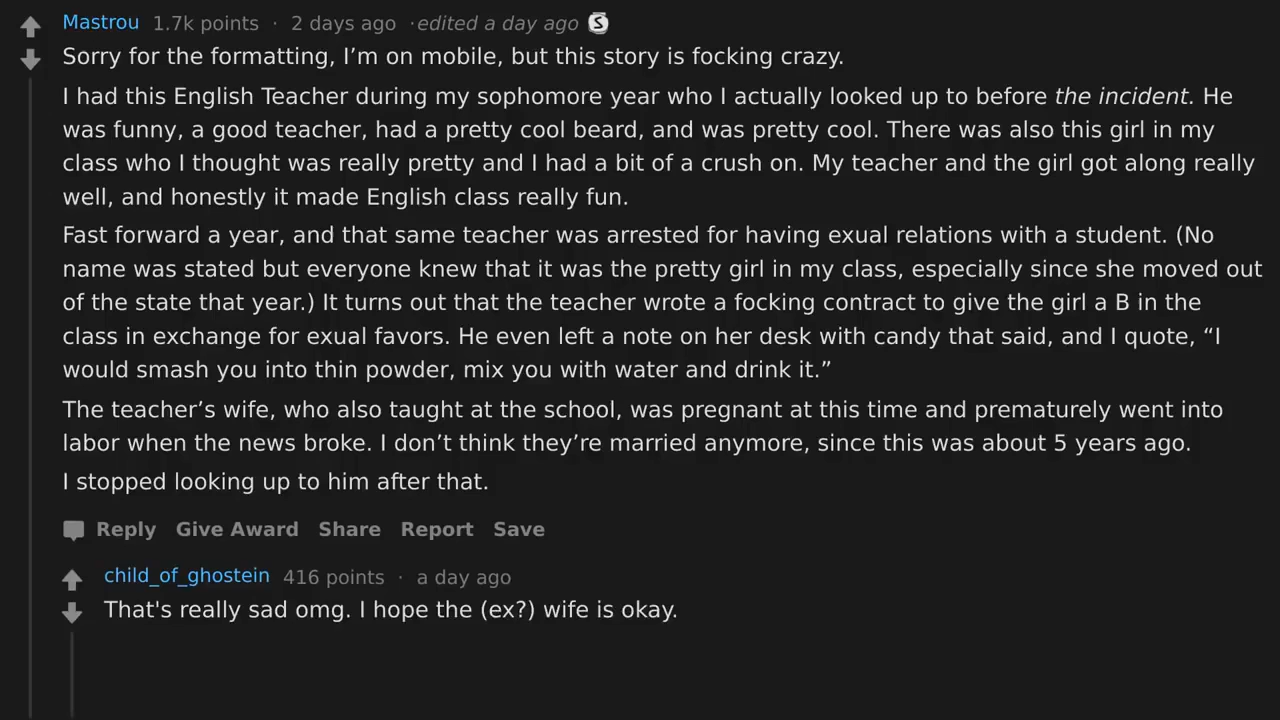 Mastrou 1.7k points · 2 days ago ·edited a day ago S
Sorry for the formatting, I’m on mobile, but this story is focking crazy.
I had this English Teacher during my sophomore year who I actually looked up to before the incident. He
was funny, a good teacher, had a pretty cool beard, and was pretty cool. There was also this girl in my
class who I thought was really pretty and I had a bit of a crush on. My teacher and the girl got along really
well, and honestly it made English class really fun.
Fast forward a year, and that same teacher was arrested for having exual relations with a student. (No
name was stated but everyone knew that it was the pretty girl in my class, especially since she moved out
of the state that year.) It turns out that the teacher wrote a focking contract to give the girl a B in the
class in exchange for exual favors. He even left a note on her desk with candy that said, and I quote, “I
would smash you into thin powder, mix you with water and drink it.”
The teacher’s wife, who also taught at the school, was pregnant at this time and prematurely went into
labor when the news broke. I don’t think they’re married anymore, since this was about 5 years ago.
I stopped looking up to him after that.
Reply Give Award Share Report Save
child_of_ghostein 416 points · a day ago
That's really sad omg. I hope the (ex?) wife is okay.